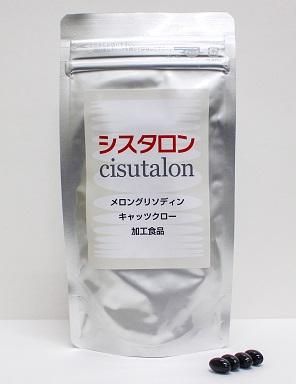 シスタロン
cisutalon
メロングリソディン
キャッツクロー
加工食品